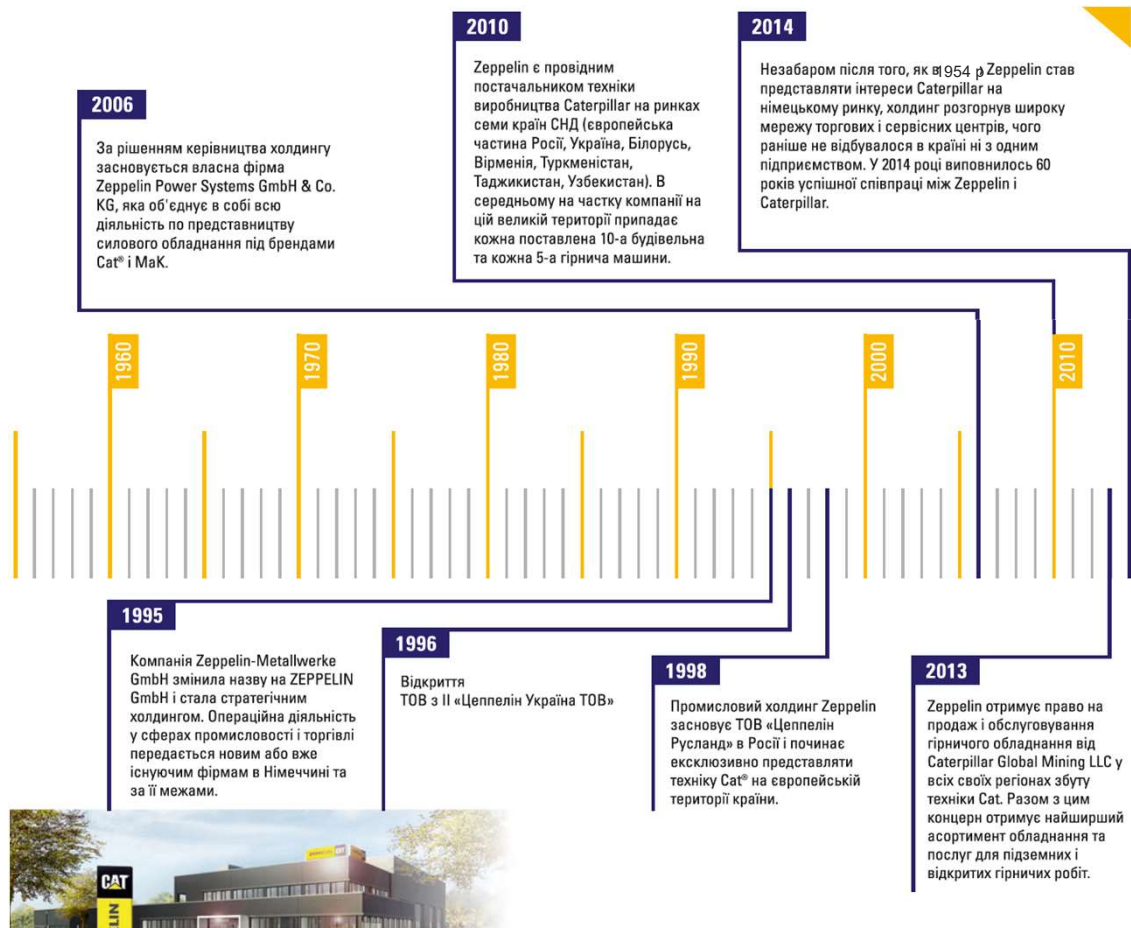 2006
За рішенням керівництва холдингу
засновується власна фірма
Zeppelin Power Systems GmbH & Co.
KG, яка об'єднує в собі всю
діяльність по представництву
силового обладнання під брендами
Cat® і MaK.
2010
Zeppelin є провідним
постачальником техніки
виробництва Caterpillar на ринках
семи країн СНД (європейська
частина Росії, Україна, Білорусь,
Вірменія, Туркменістан,
Таджикистан, Узбекистан). В
середньому на частку компанії на
цій великій території припадає
кожна поставлена 10-а будівельна
та кожна 5-а гірнича машини.
2014
Незабаром після того, як в 1954 р Zeppelin став
представляти інтереси Caterpillar на
німецькому ринку, холдинг розгорнув широку
мережу торгових і сервісних центрів, чого
раніше не відбувалося в країні ні з одним
підприємством. У 2014 році виповнилось 60
років успішної співпраці між Zeppelin і
Caterpillar.
1960
1970
1980
1990
2000
2010
1995
Компанія Zeppelin-Metallwerke
GmbH змінила назву на ZEPPELIN
GmbH і стала стратегічним
холдингом. Операційна діяльність
у сферах промисловості і торгівлі
передається новим або вже
існуючим фірмам в Німеччині та
за її межами.
1996
Відкриття
ТОВ з ІІ «Цеппелін Україна ТОВ»
1998
Промисловий холдинг Zeppelin
засновує ТОВ «Цеппелін
Русланд» в Росії і починає
ексклюзивно представляти
техніку Cat® на європейській
території країни.
2013
Zeppelin отримує право на
продаж і обслуговування
гірничого обладнання від
Caterpillar Global Mining LLC у
всіх своїх регіонах збуту
техніки Cat. Разом з цим
концерн отримує найширший
асортимент обладнання та
послуг для підземних і
відкритих гірничих робіт.
CAT
LIN